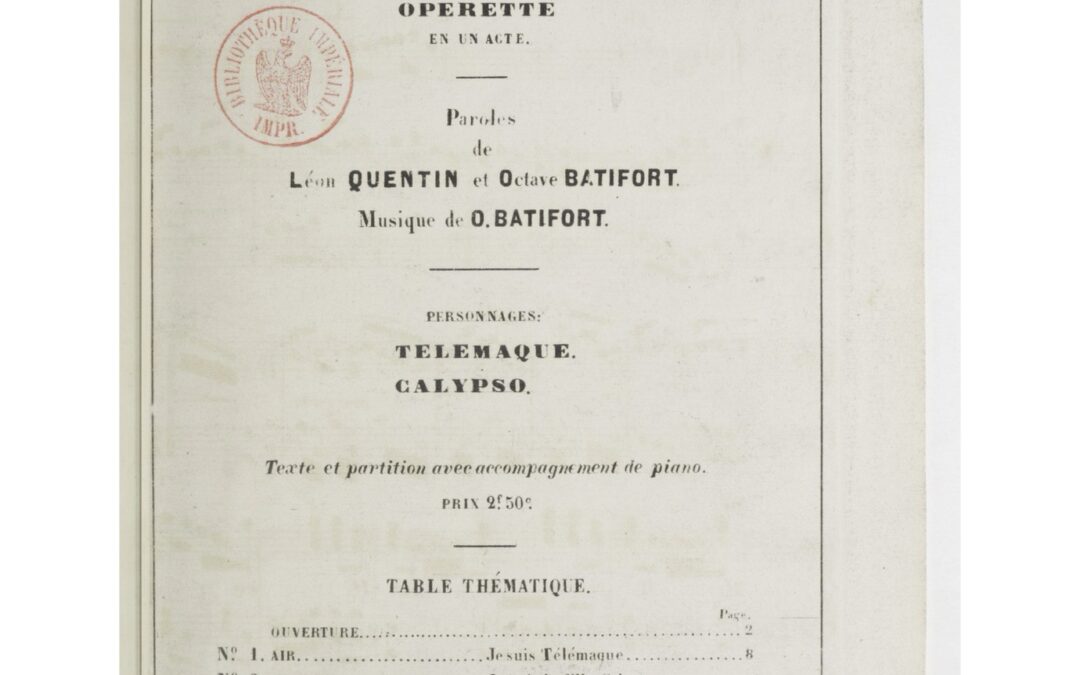 OPERETTE
EN UN ACTE.
BIBLIOTHÈQUE IMPÉRIALE
IMPR.
Paroles
de
Léon QUENTIN et Octave BATIFORT.
Musique de O. BATIFORT.
PERSONNAGES:
TELEMAQUE.
CALYPSO.
Texte et partition avec accompagnement de piano.
PRIX 2f 50c
TABLE THÉMATIQUE.
Page.
OUVERTURE........................................2
Nº 1. AIR........................Je suis Télémaque...............8